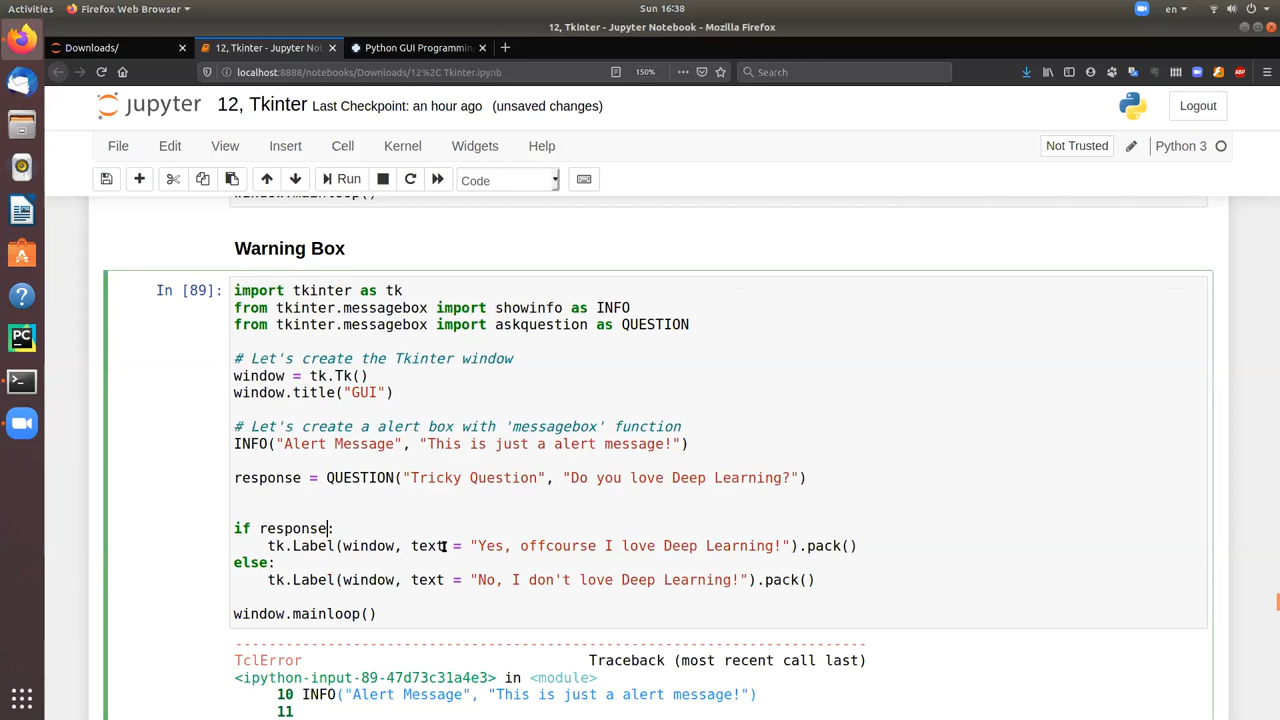 Activities Firefox Web Browser Sun 16:38 en
12, Tkinter - Jupyter Notebook - Mozilla Firefox
Downloads/ 12, Tkinter - Jupyter No Python GUI Programmin
localhost:8888/notebooks/Downloads/12%2C Tkinter.ipynb 150% Search
jupyter 12, Tkinter Last Checkpoint: an hour ago (unsaved changes) Logout
File Edit View Insert Cell Kernel Widgets Help Not Trusted Python 3
Run Code
window.mainloop()
Warning Box
In [89]: import tkinter as tk
from tkinter.messagebox import showinfo as INFO
from tkinter.messagebox import askquestion as QUESTION
# Let's create the Tkinter window
window = tk.Tk()
window.title("GUI")
# Let's create a alert box with 'messagebox' function
INFO("Alert Message", "This is just a alert message!")
response = QUESTION("Tricky Question", "Do you love Deep Learning?")
if response:
tk.Label(window, text = "Yes, offcourse I love Deep Learning!").pack()
else:
tk.Label(window, text = "No, I don't love Deep Learning!").pack()
window.mainloop()
---------------------------------------------------------------------------
TclError Traceback (most recent call last)
<ipython-input-89-47d73c31a4e3> in <module>
10 INFO("Alert Message", "This is just a alert message!")
11
PC
ABP